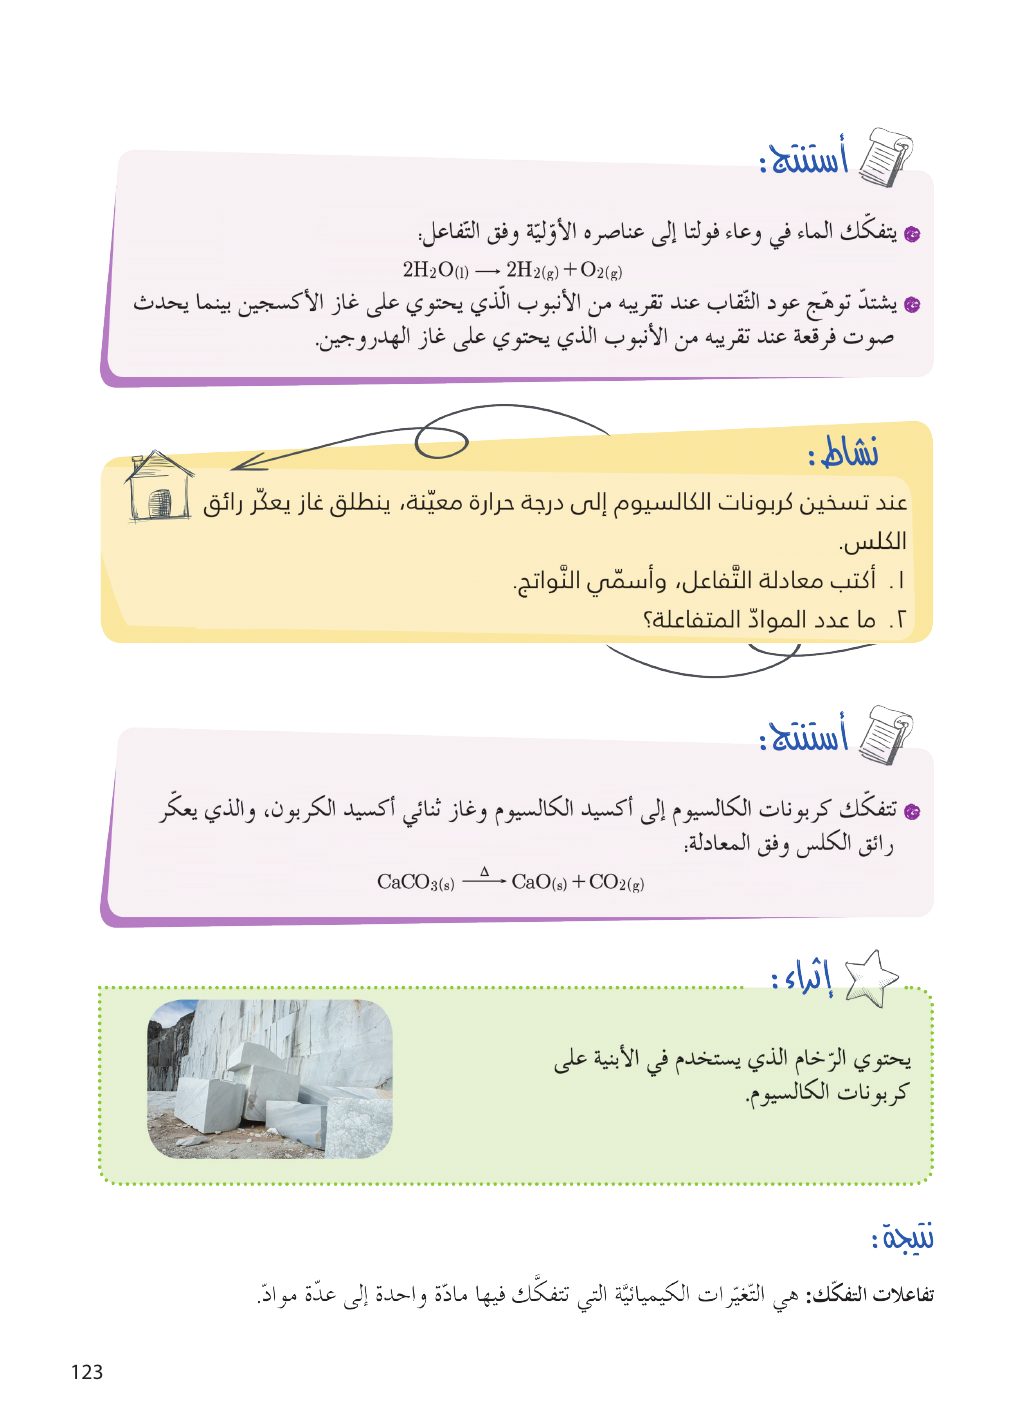 أستنتج:
يتفكّك الماء في وعاء فولتا إلى عناصره الأوّليّة وفق التّفاعل:
2H2O(l) → 2H2(g) + O2(g)
يشتدّ توهّج عود الثّقاب عند تقريبه من الأنبوب الّذي يحتوي على غاز الأكسجين بينما يحدث
صوت فرقعة عند تقريبه من الأنبوب الذي يحتوي على غاز الهدروجين.
نشاط:
عند تسخين كربونات الكالسيوم إلى درجة حرارة معيّنة، ينطلق غاز يعكّر رائق
الكلس.
١. أكتب معادلة التَّفاعل، وأسمّي النَّواتج.
٢. ما عدد الموادّ المتفاعلة؟
أستنتج:
تتفكّك كربونات الكالسيوم إلى أكسيد الكالسيوم وغاز ثنائي أكسيد الكربون، والذي يعكّر
رائق الكلس وفق المعادلة:
CaCO3(s) —Δ→ CaO(s) + CO2(g)
إثراء:
يحتوي الرّخام الذي يستخدم في الأبنية على
كربونات الكالسيوم.
نتيجة:
تفاعلات التفكّك: هي التّغيّرات الكيميائيَّة التي تتفكَّك فيها مادّة واحدة إلى عدّة موادّ.
123